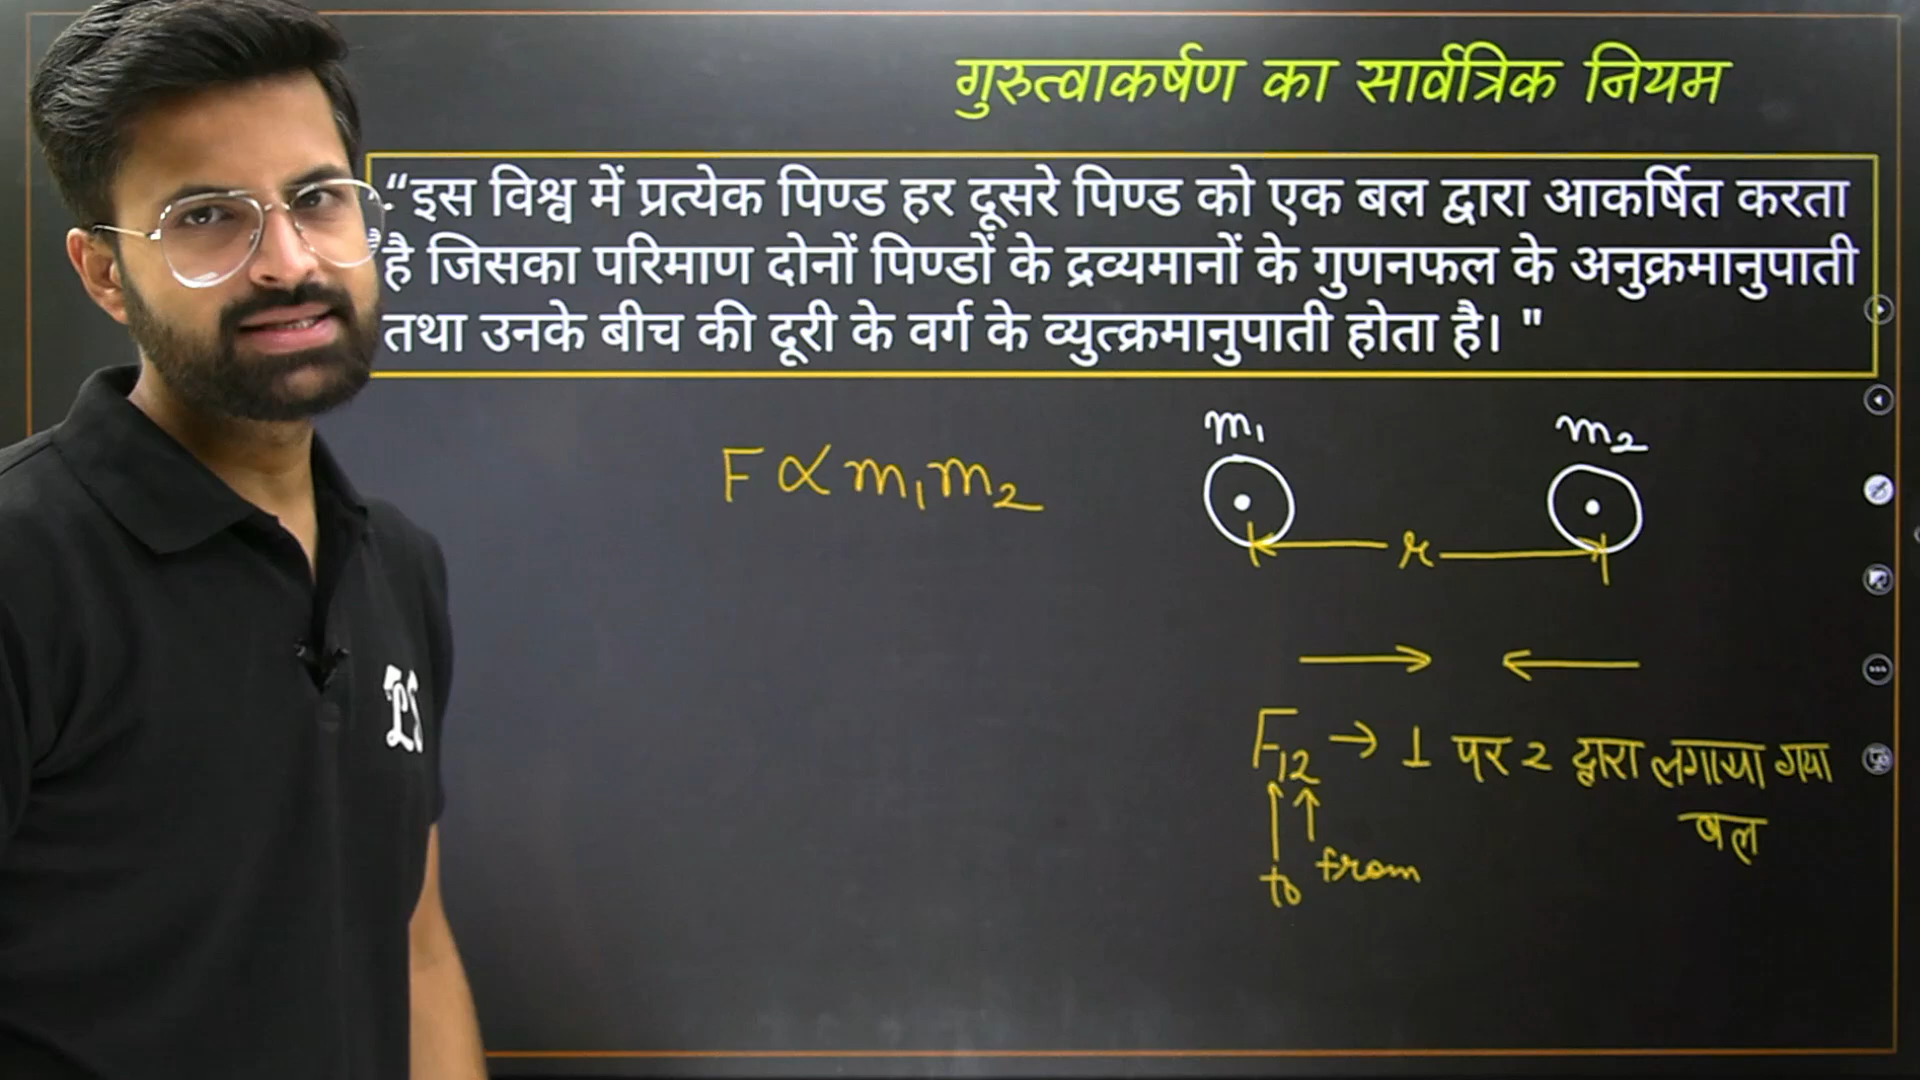 गुरुत्वाकर्षण का सार्वत्रिक नियम
“इस विश्व में प्रत्येक पिण्ड हर दूसरे पिण्ड को एक बल द्वारा आकर्षित करता
है जिसका परिमाण दोनों पिण्डों के द्रव्यमानों के गुणनफल के अनुक्रमानुपाती
तथा उनके बीच की दूरी के वर्ग के व्युत्क्रमानुपाती होता है। "
m₁ m₂
F ∝ m₁m₂
r
F₁₂ → 1 पर 2 द्वारा लगाया गया
बल
to from